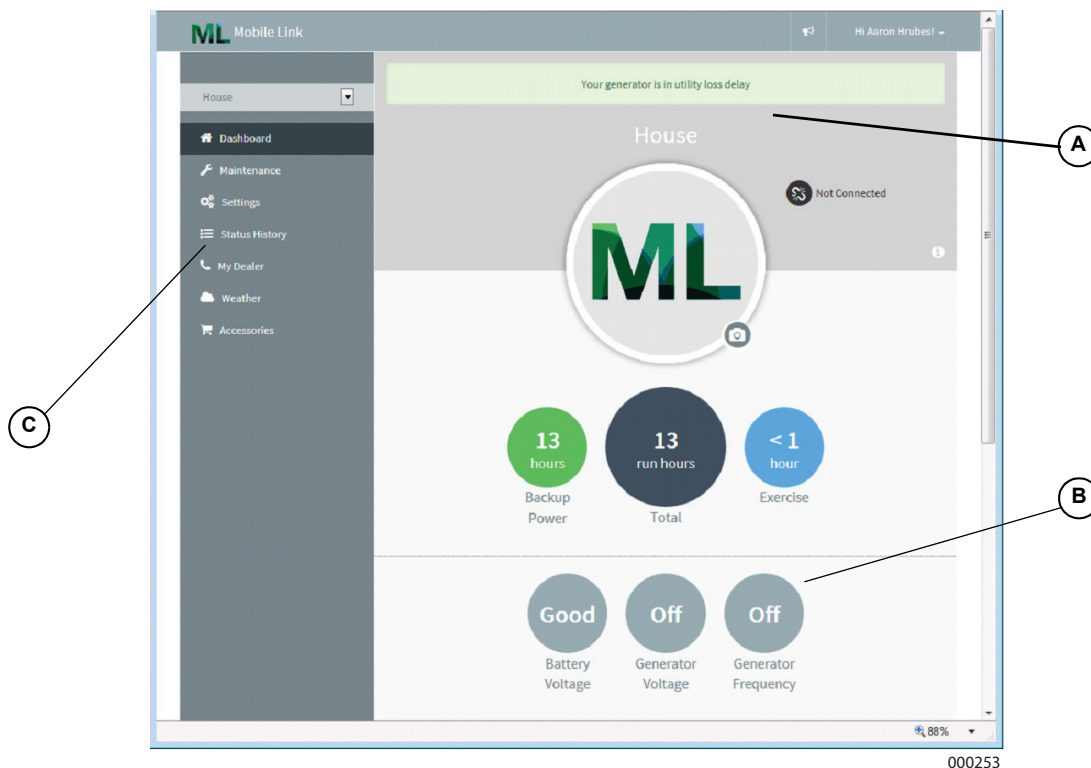 ML Mobile Link
Hi Aaron Hrubes!
House
Your generator is in utility loss delay
House
A
Dashboard
Maintenance
Settings
Status History
My Dealer
Weather
Accessories
Not Connected
ML
C
13
hours
Backup
Power
13
run hours
Total
< 1
hour
Exercise
B
Good
Battery
Voltage
Off
Generator
Voltage
Off
Generator
Frequency
88%
000253